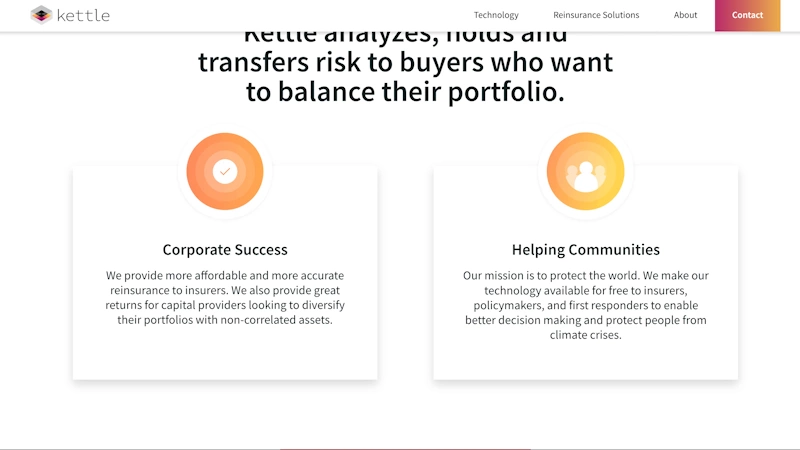 kettle
Technology
Reinsurance Solutions
About
Contact
Kettle analyzes, holds and
transfers risk to buyers who want
to balance their portfolio.
Corporate Success
We provide more affordable and more accurate
reinsurance to insurers. We also provide great
returns for capital providers looking to diversify
their portfolios with non-correlated assets.
Helping Communities
Our mission is to protect the world. We make our
technology available for free to insurers,
policymakers, and first responders to enable
better decision making and protect people from
climate crises.